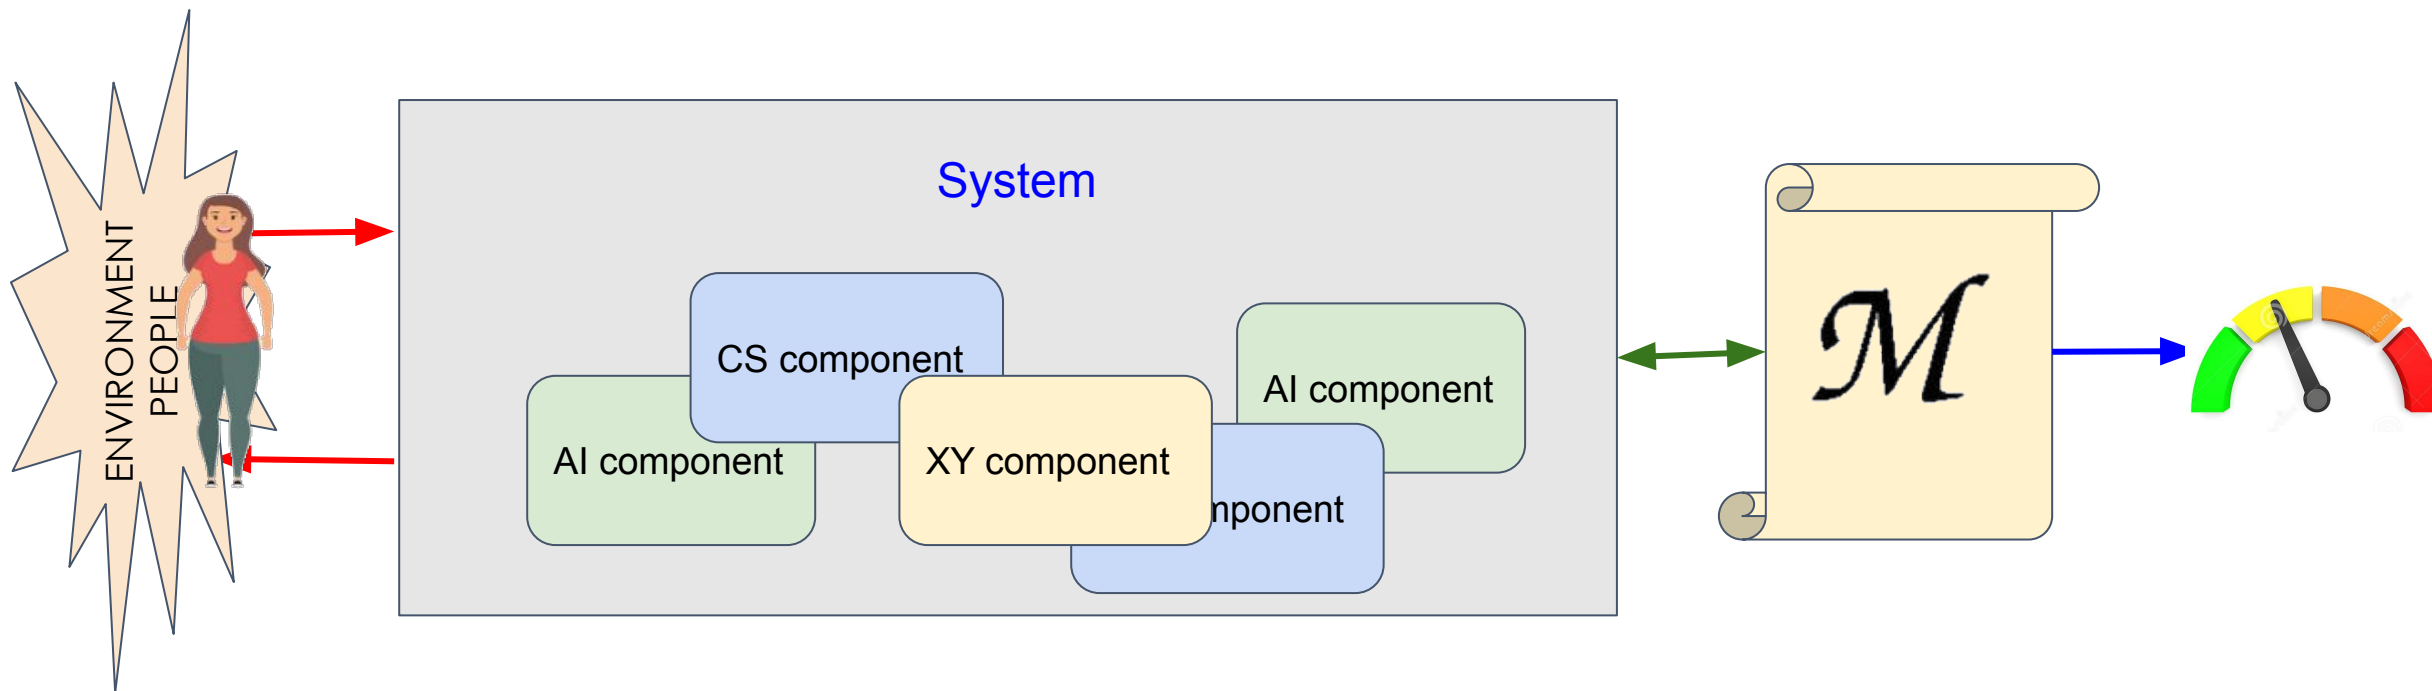 ENVIRONMENT
PEOPLE
System
CS component
AI component
AI component
XY component
mponent
M